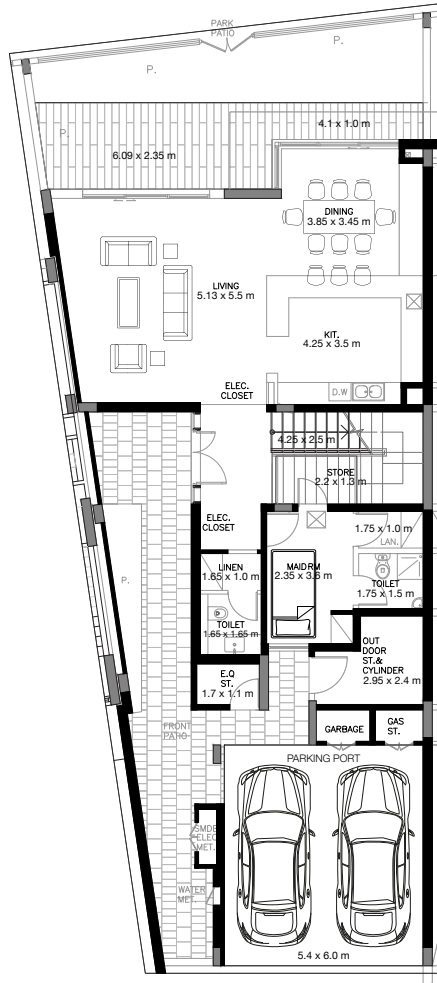 PARK
PATIO
P.
P.
4.1 x 1.0 m
P.
6.09 x 2.35 m
DINING
3.85 x 3.45 m
LIVING
5.13 x 5.5 m
KIT.
4.25 x 3.5 m
ELEC.
CLOSET
D.W
4.25 x 2.5 m
STORE
2.2 x 1.3 m
ELEC.
CLOSET
1.75 x 1.0 m
LAN.
LINEN
1.65 x 1.0 m
MAIDRM
2.35 x 3.6 m
TOILET
1.75 x 1.5 m
P.
TOILET
1.65 x 1.65 m
OUT
DOOR
ST.&
CYLINDER
2.95 x 2.4 m
E.Q
ST.
1.7 x 1.1 m
FRONT
PATIO
GARBAGE
GAS
ST.
PARKING PORT
SMDB
ELEC
MET.
WATER
MET.
5.4 x 6.0 m